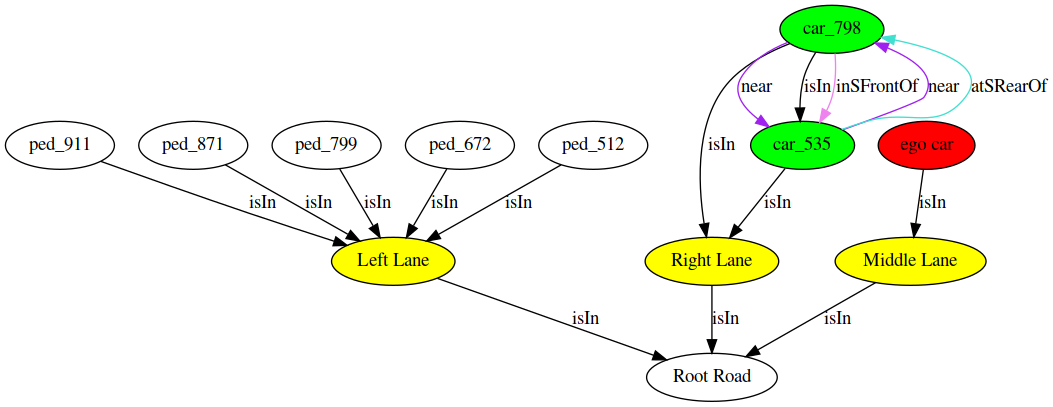 car_798
near
isIn
inSFrontOf
near
atSRearOf
ped_911
ped_871
ped_799
ped_672
ped_512
isIn
car_535
ego car
isIn
isIn
isIn
isIn
isIn
isIn
isIn
Left Lane
Right Lane
Middle Lane
isIn
isIn
isIn
Root Road